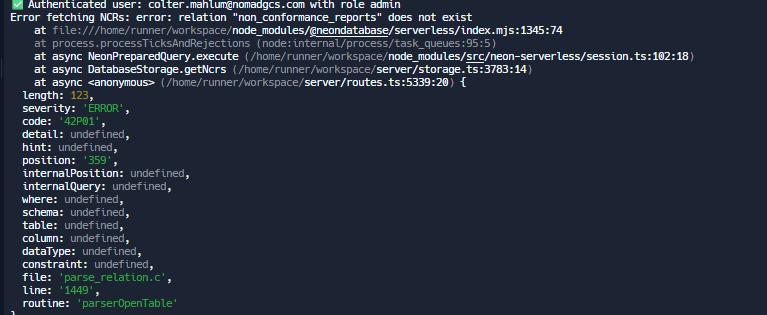 ✅ Authenticated user: colter.mahlum@nomadgcs.com with role admin
Error fetching NCRs: error: relation "non_conformance_reports" does not exist
    at file:///home/runner/workspace/node_modules/@neondatabase/serverless/index.mjs:1345:74
    at process.processTicksAndRejections (node:internal/process/task_queues:95:5)
    at async NeonPreparedQuery.execute (/home/runner/workspace/node_modules/src/neon-serverless/session.ts:102:18)
    at async DatabaseStorage.getNcrs (/home/runner/workspace/server/storage.ts:3783:14)
    at async <anonymous> (/home/runner/workspace/server/routes.ts:5339:20) {
  length: 123,
  severity: 'ERROR',
  code: '42P01',
  detail: undefined,
  hint: undefined,
  position: '359',
  internalPosition: undefined,
  internalQuery: undefined,
  where: undefined,
  schema: undefined,
  table: undefined,
  column: undefined,
  dataType: undefined,
  constraint: undefined,
  file: 'parse_relation.c',
  line: '1449',
  routine: 'parserOpenTable'
}